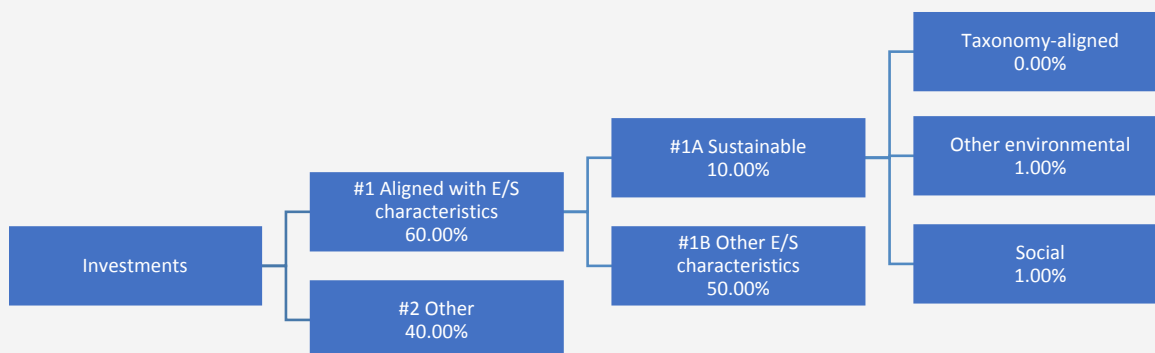 Investments
#1 Aligned with E/S
characteristics
60.00%
#2 Other
40.00%
#1A Sustainable
10.00%
#1B Other E/S
characteristics
50.00%
Taxonomy-aligned
0.00%
Other environmental
1.00%
Social
1.00%